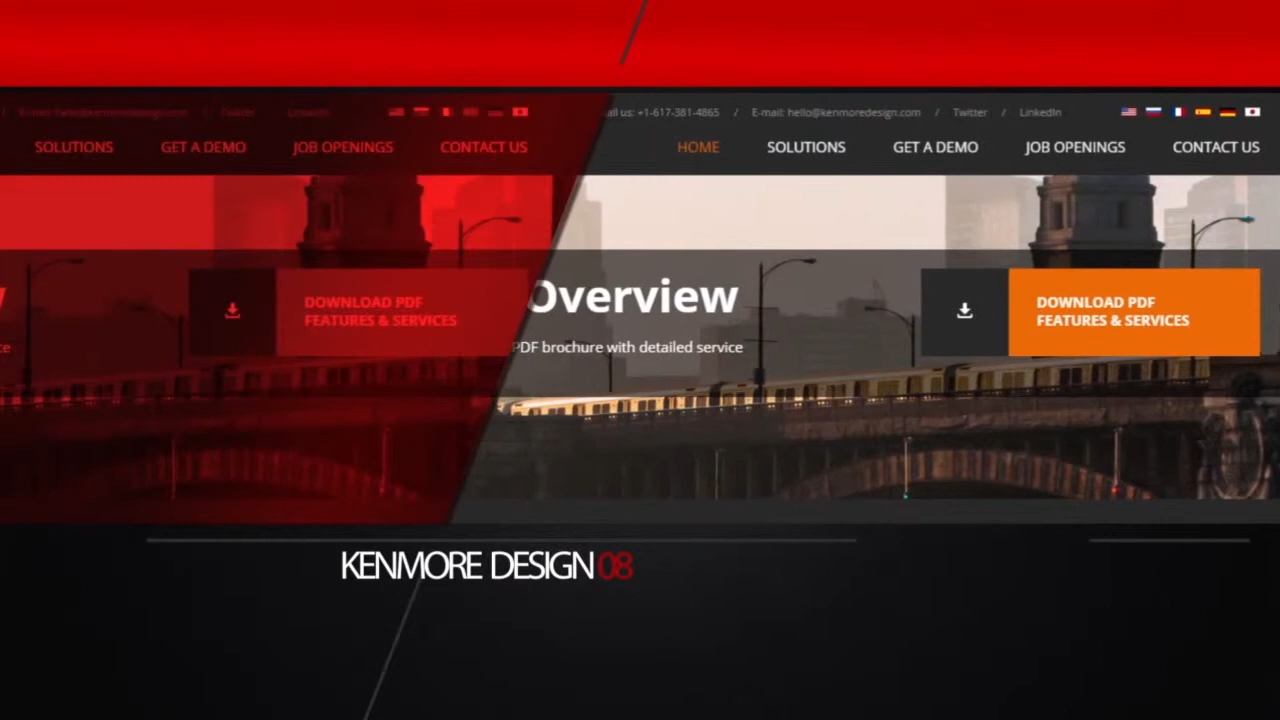 all us: +1-617-381-4865 / E-mail: hello@kenmoredesign.com / Twitter / LinkedIn
SOLUTIONS GET A DEMO JOB OPENINGS CONTACT US
HOME SOLUTIONS GET A DEMO JOB OPENINGS CONTACT US
Overview
DOWNLOAD PDF
FEATURES & SERVICES
DOWNLOAD PDF
FEATURES & SERVICES
PDF brochure with detailed service
KENMORE DESIGN 08